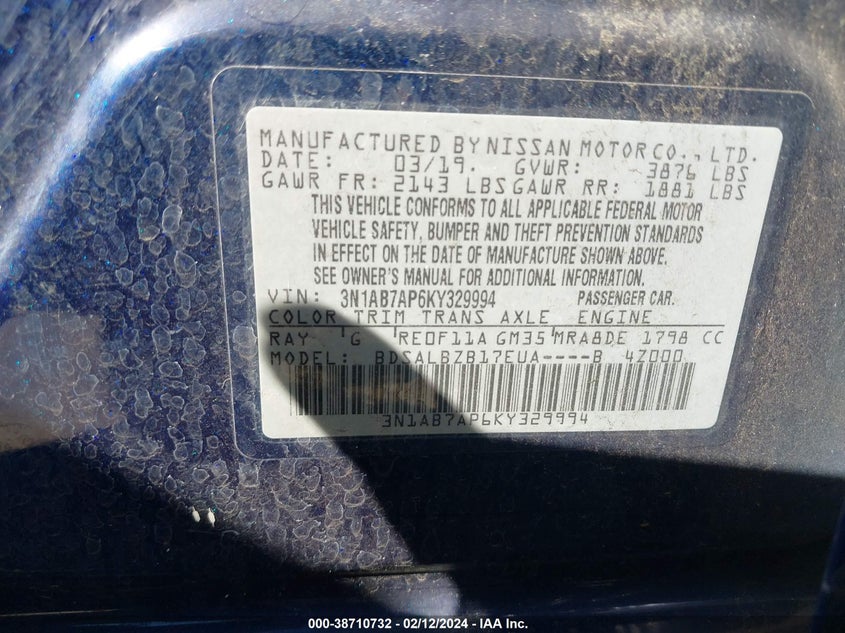 MANUFACTURED BY NISSAN MOTOR CO., LTD.
DATE: 03/19. GVWR: 3876 LBS
GAWR FR: 2143 LBS GAWR RR: 1881 LBS
THIS VEHICLE CONFORMS TO ALL APPLICABLE FEDERAL MOTOR
VEHICLE SAFETY, BUMPER AND THEFT PREVENTION STANDARDS
IN EFFECT ON THE DATE OF MANUFACTURE SHOWN ABOVE.
SEE OWNER'S MANUAL FOR ADDITIONAL INFORMATION.
VIN: 3N1AB7AP6KY329994 PASSENGER CAR.
COLOR TRIM TRANS AXLE ENGINE
RAY G RE0F11A GM35 MRA8DE 1798 CC
MODEL: BDSALBZB17EUA----B 4Z000
3N1AB7AP6KY329994
000-38710732 - 02/12/2024 - IAA Inc.